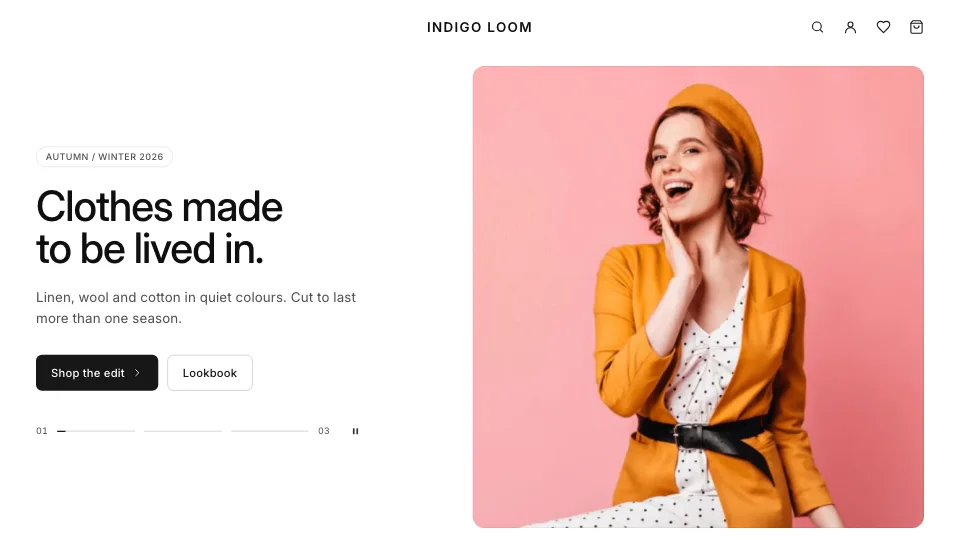 INDIGO LOOM
AUTUMN / WINTER 2026
Clothes made
to be lived in.
Linen, wool and cotton in quiet colours. Cut to last
more than one season.
Shop the edit
Lookbook
01
03